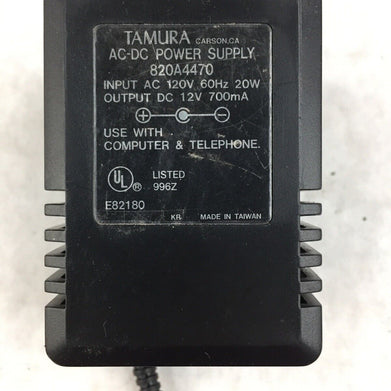 TAMURA CARSON, CA
AC-DC POWER SUPPLY
820A4470
INPUT AC 120V 60Hz 20W
OUTPUT DC 12V 700mA
+ −
USE WITH
COMPUTER & TELEPHONE.
UL LISTED
996Z
E82180
KR MADE IN TAIWAN